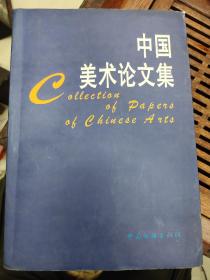 中国
美术论文集
Collection
of Papers
of Chinese Arts